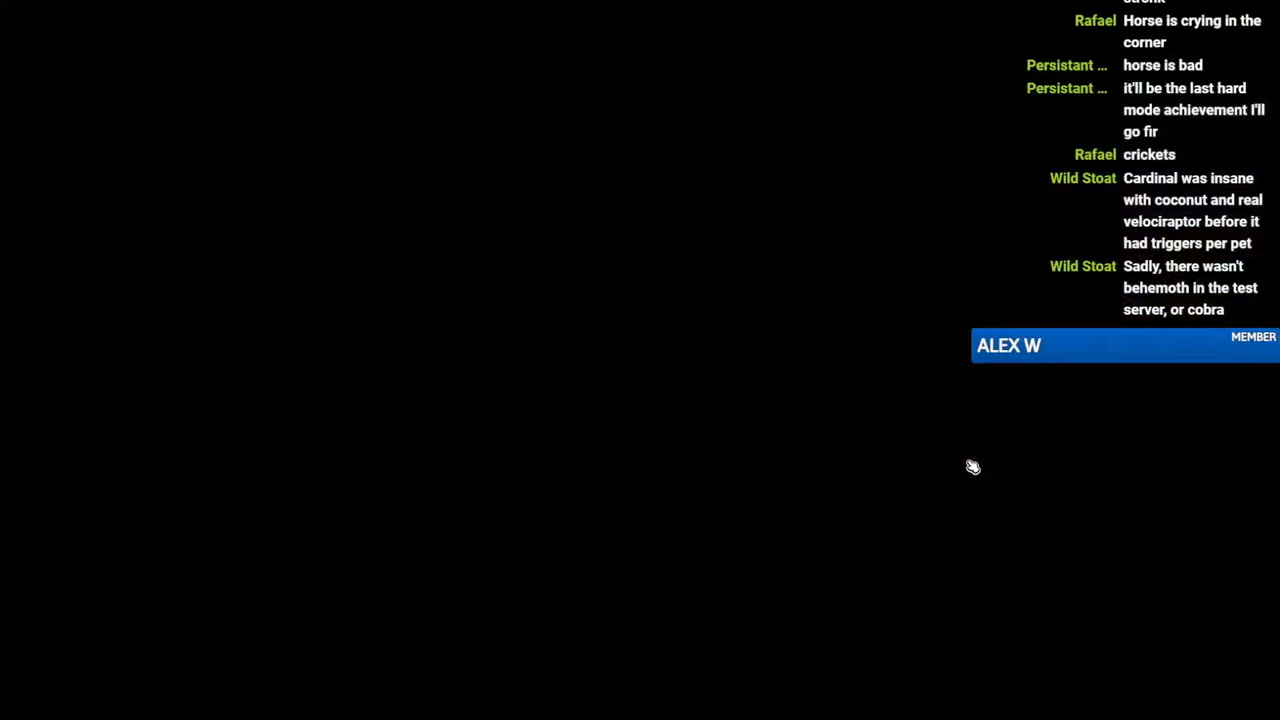 Rafael Horse is crying in the
corner
Persistant ... horse is bad
Persistant ... it'll be the last hard
mode achievement I'll
go fir
Rafael crickets
Wild Stoat Cardinal was insane
with coconut and real
velociraptor before it
had triggers per pet
Wild Stoat Sadly, there wasn't
behemoth in the test
server, or cobra
ALEX W MEMBER